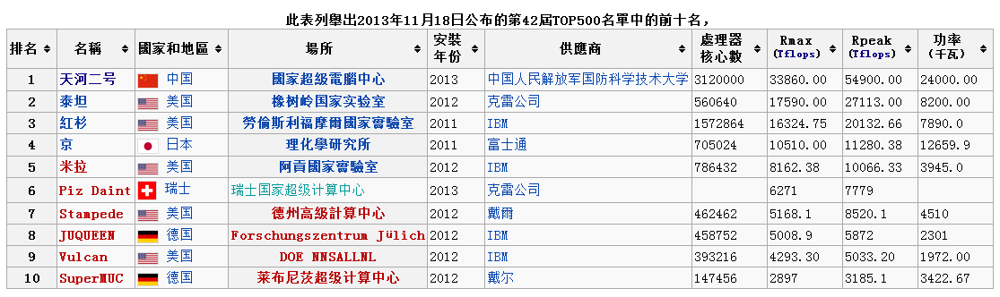 此表列舉出2013年11月18日公布的第42屆TOP500名單中的前十名，
排名 名稱 國家和地區 場所 安裝年份 供應商 處理器核心數 Rmax (Tflops) Rpeak (Tflops) 功率 (千瓦)
1 天河二号 中国 國家超級電腦中心 2013 中国人民解放军国防科学技术大学 3120000 33860.00 54900.00 24000.00
2 泰坦 美国 橡树岭国家实验室 2012 克雷公司 560640 17590.00 27113.00 8200.00
3 紅杉 美国 勞倫斯利福摩爾國家實驗室 2011 IBM 1572864 16324.75 20132.66 7890.0
4 京 日本 理化學研究所 2011 富士通 705024 10510.00 11280.38 12659.9
5 米拉 美国 阿貢國家實驗室 2012 IBM 786432 8162.38 10066.33 3945.0
6 Piz Daint 瑞士 瑞士国家超级计算中心 2013 克雷公司 6271 7779
7 Stampede 美国 德州高級計算中心 2012 戴爾 462462 5168.1 8520.1 4510
8 JUQUEEN 德国 Forschungszentrum Jülich 2012 IBM 458752 5008.9 5872 2301
9 Vulcan 美国 DOE NNSALLNL 2012 IBM 393216 4293.30 5033.20 1972.00
10 SuperMUC 德国 莱布尼茨超级计算中心 2012 戴尔 147456 2897 3185.1 3422.67